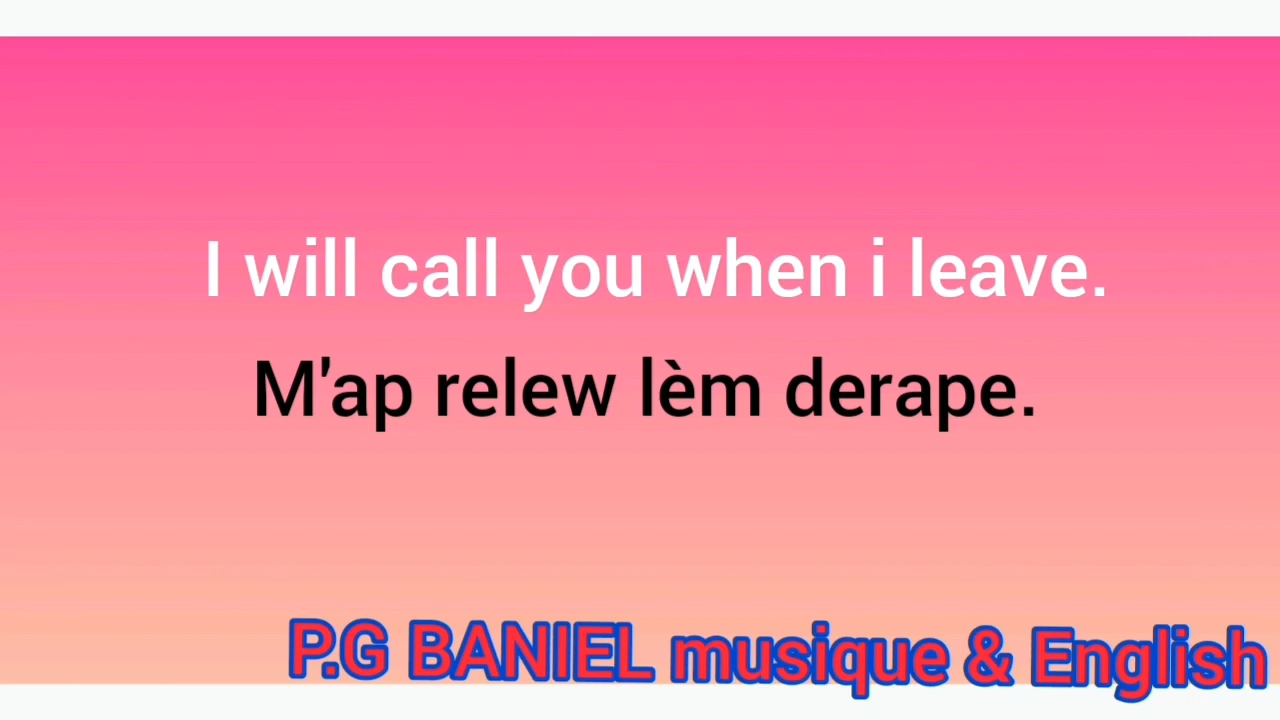 I will call you when i leave.
M'ap relew lèm derape.
P.G BANIEL musique & English